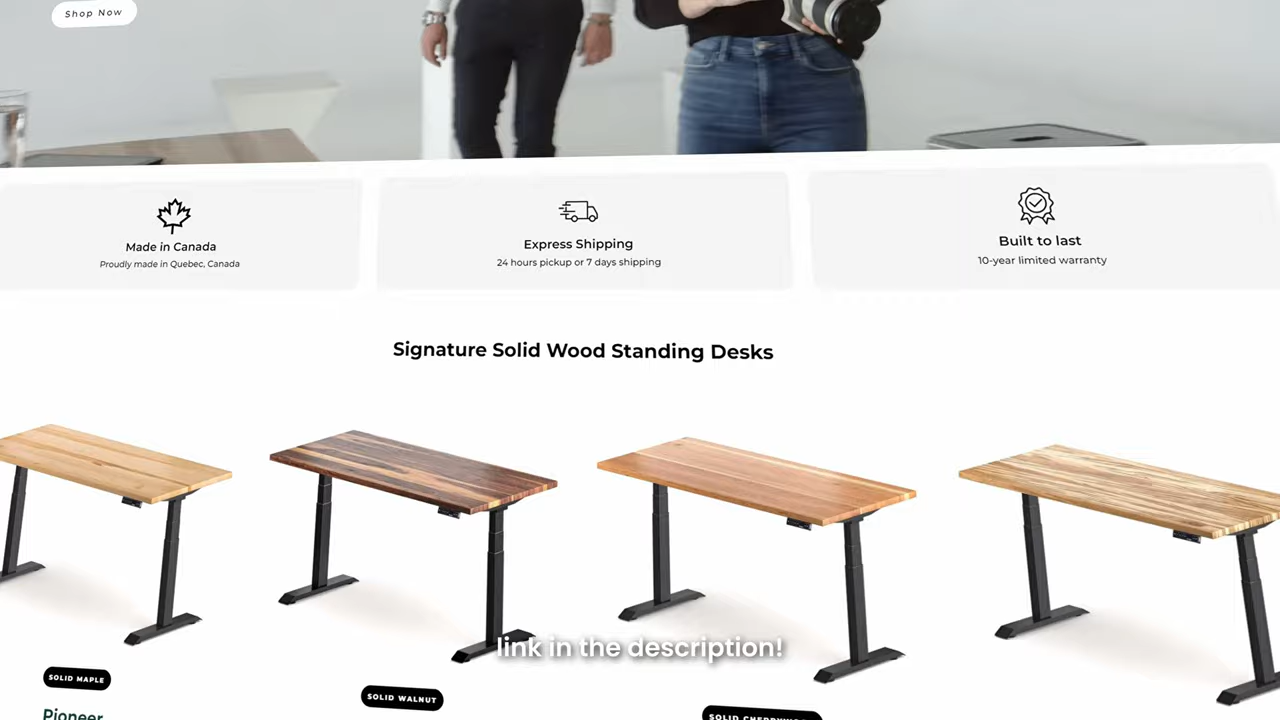 Shop Now
Made in Canada
Proudly made in Quebec, Canada
Express Shipping
24 hours pickup or 7 days shipping
Built to last
10-year limited warranty
Signature Solid Wood Standing Desks
link in the description!
SOLID MAPLE
SOLID WALNUT
SOLID
Pioneer